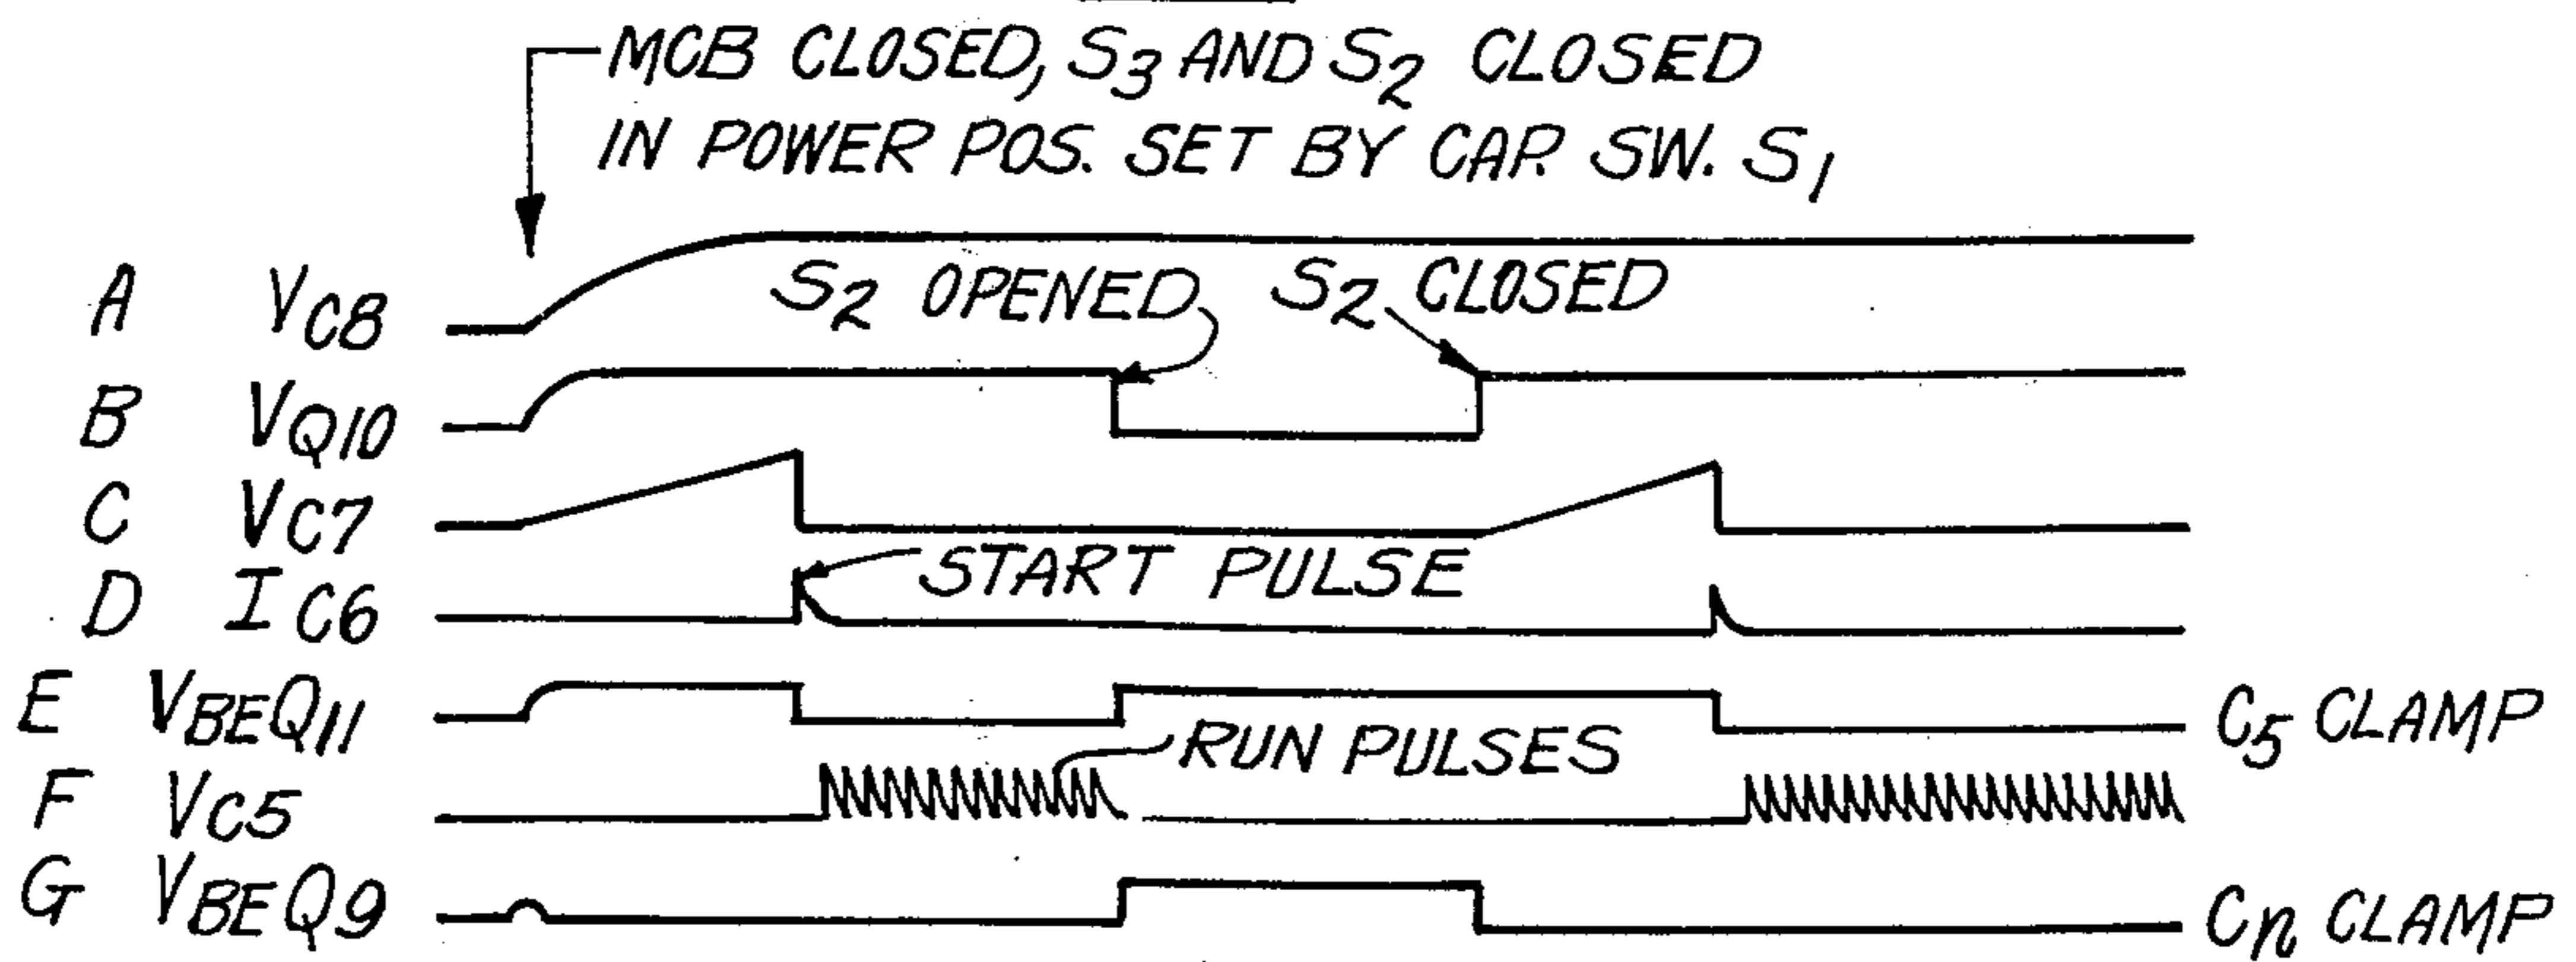 MCB CLOSED, S3 AND S2 CLOSED
IN POWER POS. SET BY CAP. SW. S1
A VC8
S2 OPENED
S2 CLOSED
B VQ10
C VC7
START PULSE
D IC6
E VBEQ11
C5 CLAMP
RUN PULSES
F VC5
G VBEQ9
Cn CLAMP